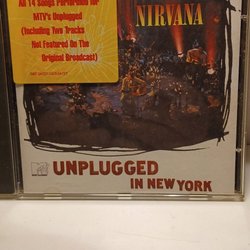 All 14 Songs Performed for
MTV's Unplugged
(Including Two Tracks
Not Featured On The
Original Broadcast)
NIRVANA
UNPLUGGED
IN NEW YORK